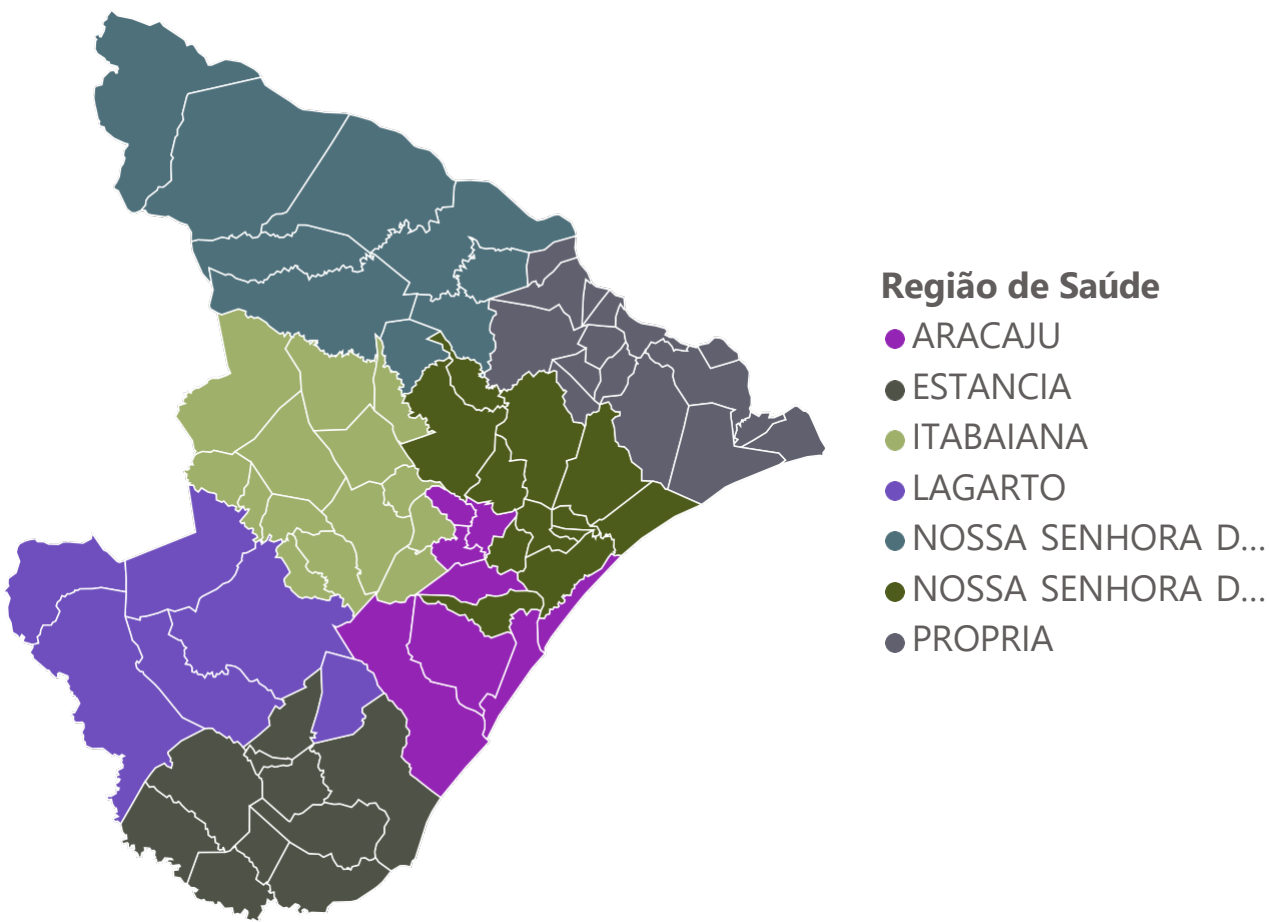 Região de Saúde
ARACAJU
ESTANCIA
ITABAIANA
LAGARTO
NOSSA SENHORA D...
NOSSA SENHORA D...
PROPRIA